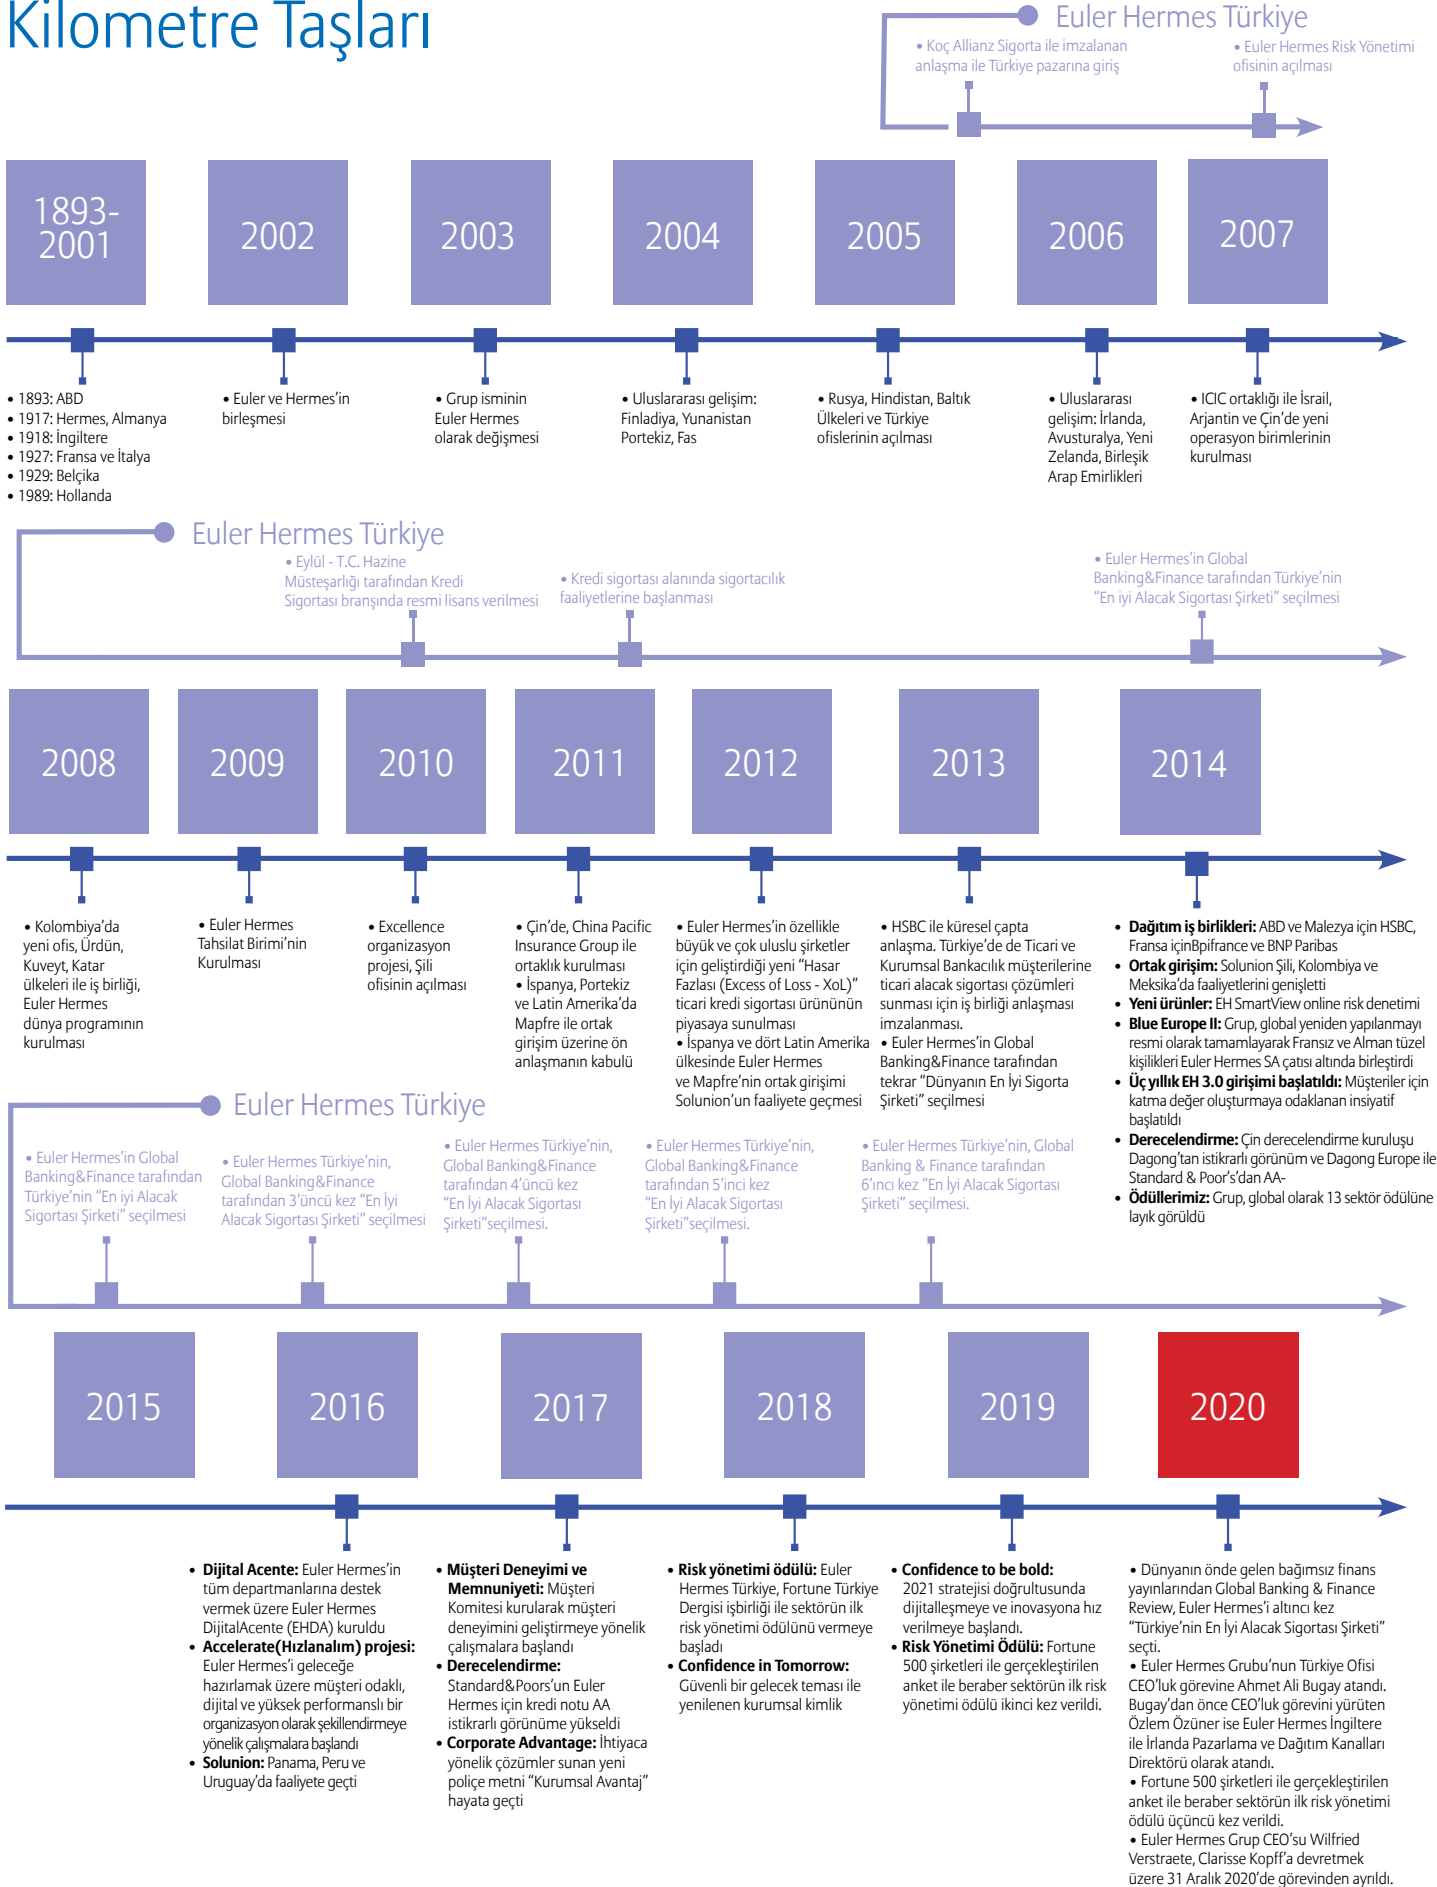 Kilometre Taşları
Euler Hermes Türkiye
• Koç Allianz Sigorta ile imzalanan
anlaşma ile Türkiye pazarına giriş
• Euler Hermes Risk Yönetimi
ofisinin açılması
1893-
2001
2002
2003
2004
2005
2006
2007
• 1893: ABD
• 1917: Hermes, Almanya
• 1918: İngiltere
• 1927: Fransa ve İtalya
• 1929: Belçika
• 1989: Hollanda
• Euler ve Hermes’in
birleşmesi
• Grup isminin
Euler Hermes
olarak değişmesi
• Uluslararası gelişim:
Finladiya, Yunanistan
Portekiz, Fas
• Rusya, Hindistan, Baltık
Ülkeleri ve Türkiye
ofislerinin açılması
• Uluslararası
gelişim: İrlanda,
Avusturalya, Yeni
Zelanda, Birleşik
Arap Emirlikleri
• ICIC ortaklığı ile İsrail,
Arjantin ve Çin’de yeni
operasyon birimlerinin
kurulması
Euler Hermes Türkiye
• Eylül - T.C. Hazine
Müsteşarlığı tarafından Kredi
Sigortası branşında resmi lisans verilmesi
• Kredi sigortası alanında sigortacılık
faaliyetlerine başlanması
• Euler Hermes’in Global
Banking&Finance tarafından Türkiye’nin
“En iyi Alacak Sigortası Şirketi” seçilmesi
2008
2009
2010
2011
2012
2013
2014
• Kolombiya’da
yeni ofis, Ürdün,
Kuveyt, Katar
ülkeleri ile iş birliği,
Euler Hermes
dünya programının
kurulması
• Euler Hermes
Tahsilat Birimi’nin
Kurulması
• Excellence
organizasyon
projesi, Şili
ofisinin açılması
• Çin’de, China Pacific
Insurance Group ile
ortaklık kurulması
• İspanya, Portekiz
ve Latin Amerika’da
Mapfre ile ortak
girişim üzerine ön
anlaşmanın kabulü
• Euler Hermes’in özellikle
büyük ve çok uluslu şirketler
için geliştirdiği yeni “Hasar
Fazlası (Excess of Loss - XoL)”
ticari kredi sigortası ürününün
piyasaya sunulması
• İspanya ve dört Latin Amerika
ülkesinde Euler Hermes
ve Mapfre’nin ortak girişimi
Solunion’un faaliyete geçmesi
• HSBC ile küresel çapta
anlaşma. Türkiye’de de Ticari ve
Kurumsal Bankacılık müşterilerine
ticari alacak sigortası çözümleri
sunması için iş birliği anlaşması
imzalanması.
• Euler Hermes’in Global
Banking&Finance tarafından
tekrar “Dünyanın En İyi Sigorta
Şirketi” seçilmesi
• Dağıtım iş birlikleri: ABD ve Malezya için HSBC,
Fransa içinBpifrance ve BNP Paribas
• Ortak girişim: Solunion Şili, Kolombiya ve
Meksika’da faaliyetlerini genişletti
• Yeni ürünler: EH SmartView online risk denetimi
• Blue Europe II: Grup, global yeniden yapılanmayı
resmi olarak tamamlayarak Fransız ve Alman tüzel
kişilikleri Euler Hermes SA çatısı altında birleştirdi
• Üç yıllık EH 3.0 girişimi başlatıldı: Müşteriler için
katma değer oluşturmaya odaklanan insiyatif
başlatıldı
• Derecelendirme: Çin derecelendirme kuruluşu
Dagong’tan istikrarlı görünüm ve Dagong Europe ile
Standard & Poor’s’dan AA-
• Ödüllerimiz: Grup, global olarak 13 sektör ödülüne
layık görüldü
Euler Hermes Türkiye
• Euler Hermes’in Global
Banking&Finance tarafından
Türkiye’nin “En iyi Alacak
Sigortası Şirketi” seçilmesi
• Euler Hermes Türkiye’nin,
Global Banking&Finance
tarafından 3’üncü kez “En İyi
Alacak Sigortası Şirketi” seçilmesi
• Euler Hermes Türkiye’nin,
Global Banking&Finance
tarafından 4’üncü kez
“En İyi Alacak Sigortası
Şirketi”seçilmesi.
• Euler Hermes Türkiye’nin,
Global Banking&Finance
tarafından 5’inci kez
“En İyi Alacak Sigortası
Şirketi”seçilmesi.
• Euler Hermes Türkiye’nin, Global
Banking & Finance tarafından
6’ıncı kez “En İyi Alacak Sigortası
Şirketi” seçilmesi.
2015
2016
2017
2018
2019
2020
• Dijital Acente: Euler Hermes’in
tüm departmanlarına destek
vermek üzere Euler Hermes
DijitalAcente (EHDA) kuruldu
• Accelerate(Hızlanalım) projesi:
Euler Hermes’i geleceğe
hazırlamak üzere müşteri odaklı,
dijital ve yüksek performanslı bir
organizasyon olarak şekillendirmeye
yönelik çalışmalara başlandı
• Solunion: Panama, Peru ve
Uruguay’da faaliyete geçti
• Müşteri Deneyimi ve
Memnuniyeti: Müşteri
Komitesi kurularak müşteri
deneyimini geliştirmeye yönelik
çalışmalara başlandı
• Derecelendirme:
Standard&Poors’un Euler
Hermes için kredi notu AA
istikrarlı görünüme yükseldi
• Corporate Advantage: İhtiyaca
yönelik çözümler sunan yeni
poliçe metni “Kurumsal Avantaj”
hayata geçti
• Risk yönetimi ödülü: Euler
Hermes Türkiye, Fortune Türkiye
Dergisi işbirliği ile sektörün ilk
risk yönetimi ödülünü vermeye
başladı
• Confidence in Tomorrow:
Güvenli bir gelecek teması ile
yenilenen kurumsal kimlik
• Confidence to be bold:
2021 stratejisi doğrultusunda
dijitalleşmeye ve inovasyona hız
verilmeye başlandı.
• Risk Yönetimi Ödülü: Fortune
500 şirketleri ile gerçekleştirilen
anket ile beraber sektörün ilk risk
yönetimi ödülü ikinci kez verildi.
• Dünyanın önde gelen bağımsız finans
yayınlarından Global Banking & Finance
Review, Euler Hermes’i altıncı kez
“Türkiye’nin En İyi Alacak Sigortası Şirketi”
seçti.
• Euler Hermes Grubu’nun Türkiye Ofisi
CEO’luk görevine Ahmet Ali Bugay atandı.
Bugay’dan önce CEO’luk görevini yürüten
Özlem Özüner ise Euler Hermes İngiltere
ile İrlanda Pazarlama ve Dağıtım Kanalları
Direktörü olarak atandı.
• Fortune 500 şirketleri ile gerçekleştirilen
anket ile beraber sektörün ilk risk yönetimi
ödülü üçüncü kez verildi.
• Euler Hermes Grup CEO’su Wilfried
Verstraete, Clarisse Kopff’a devretmek
üzere 31 Aralık 2020’de görevinden ayrıldı.